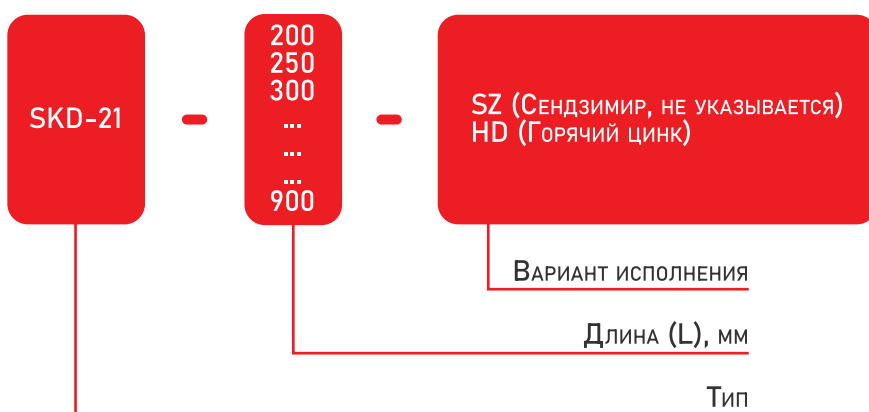 SKD-21
-
200
250
300
...
...
...
900
-
SZ (Сендзимир, не указывается)
HD (Горячий цинк)
Вариант исполнения
Длина (L), мм
Тип